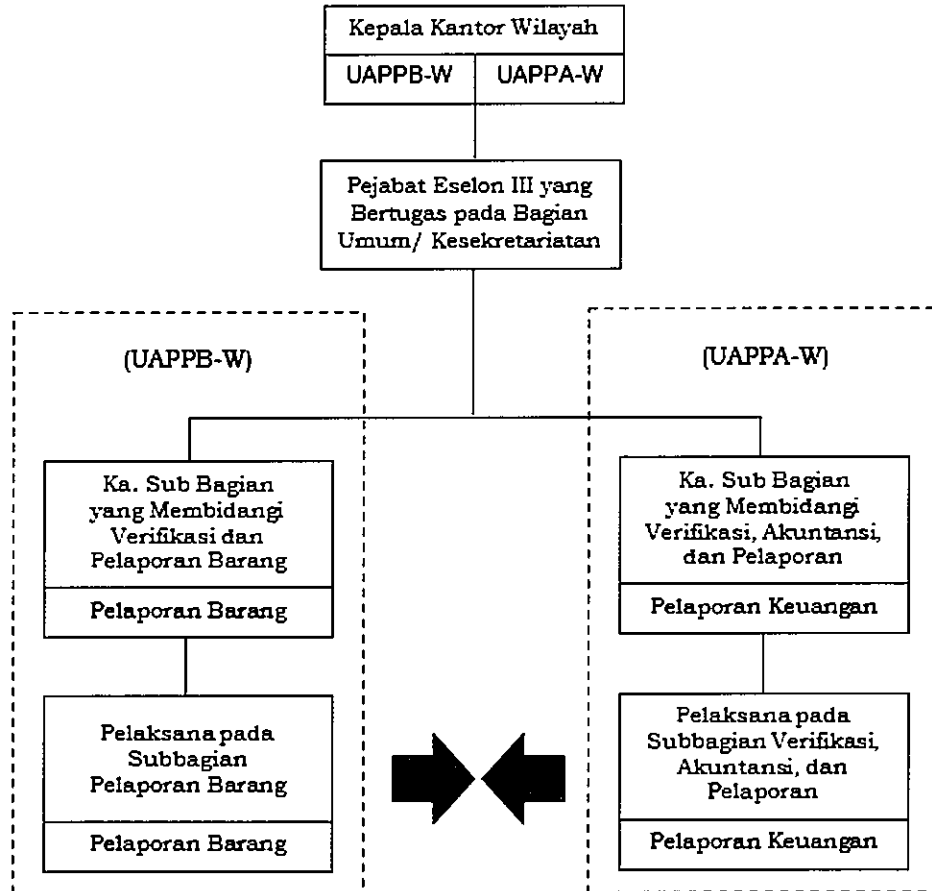 Kepala Kantor Wilayah
UAPPB-W UAPPA-W
Pejabat Eselon III yang
Bertugas pada Bagian
Umum/ Kesekretariatan
(UAPPB-W)
Ka. Sub Bagian
yang Membidangi
Verifikasi dan
Pelaporan Barang
Pelaporan Barang
Pelaksana pada
Subbagian
Pelaporan Barang
Pelaporan Barang
(UAPPA-W)
Ka. Sub Bagian
yang Membidangi
Verifikasi, Akuntansi,
dan Pelaporan
Pelaporan Keuangan
Pelaksana pada
Subbagian Verifikasi,
Akuntansi, dan
Pelaporan
Pelaporan Keuangan